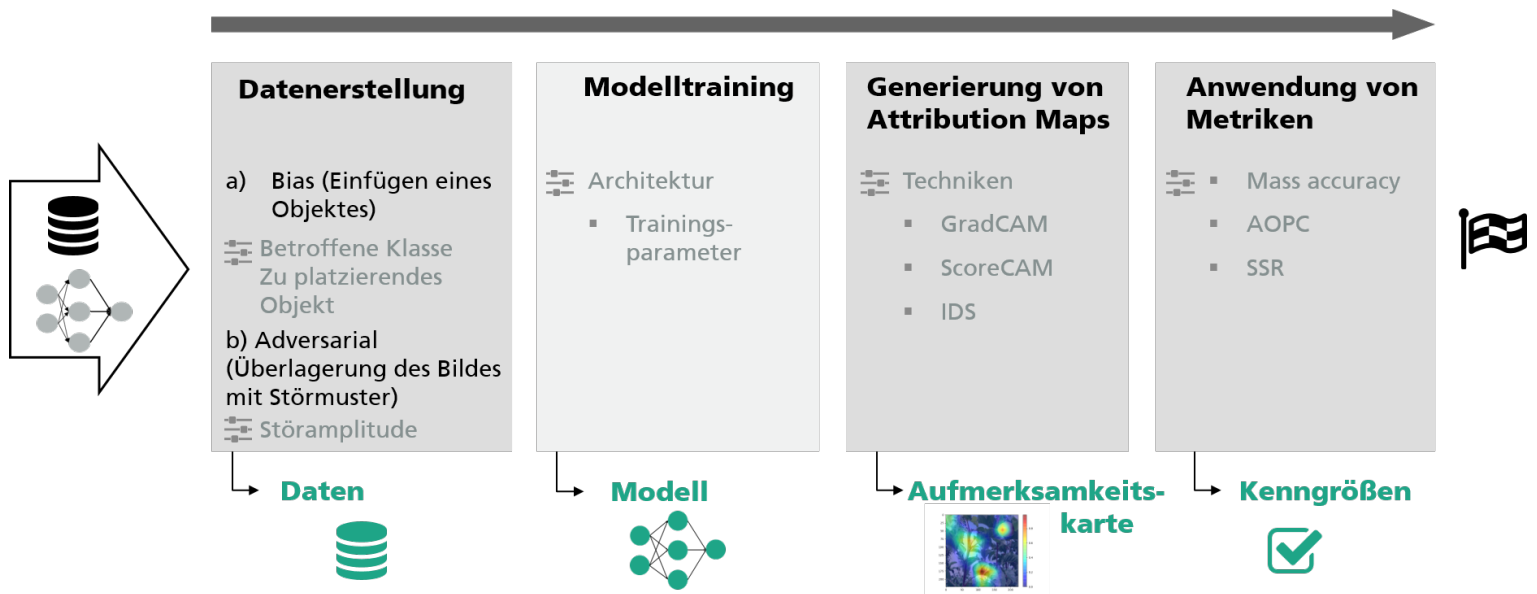 Datenerstellung
a) Bias (Einfügen eines
Objektes)
Betroffene Klasse
Zu platzierendes
Objekt
b) Adversarial
(Überlagerung des Bildes
mit Störmuster)
Störamplitude
Daten
Modelltraining
Architektur
▪ Trainings-
parameter
Modell
Generierung von
Attribution Maps
Techniken
▪ GradCAM
▪ ScoreCAM
▪ IDS
Aufmerksamkeits-
karte
Anwendung von
Metriken
▪ Mass accuracy
▪ AOPC
▪ SSR
Kenngrößen